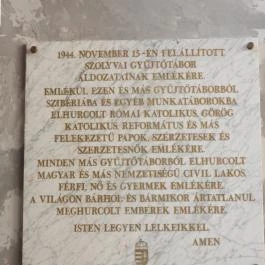 1944. NOVEMBER 15-ÉN FELÁLLÍTOTT
SZOLYVAI GYŰJTŐTÁBOR
ÁLDOZATAINAK EMLÉKÉRE.
EMLÉKÜL EZEN ÉS MÁS GYŰJTŐTÁBORBÓL
SZIBÉRIÁBA ÉS EGYÉB MUNKATÁBOROKBA
ELHURCOLT RÓMAI KATOLIKUS, GÖRÖG
KATOLIKUS, REFORMÁTUS ÉS MÁS
FELEKEZETŰ PAPOK, SZERZETESEK ÉS
SZERZETESNŐK EMLÉKÉRE.
MINDEN MÁS GYŰJTŐTÁBORBÓL ELHURCOLT
MAGYAR ÉS MÁS NEMZETISÉGŰ CIVIL LAKOS,
FÉRFI, NŐ ÉS GYERMEK EMLÉKÉRE.
A VILÁGON BÁRHOL ÉS BÁRMIKOR ÁRTATLANUL
MEGHURCOLT EMBEREK EMLÉKÉRE.
ISTEN LEGYEN LELKEIKKEL.
AMEN